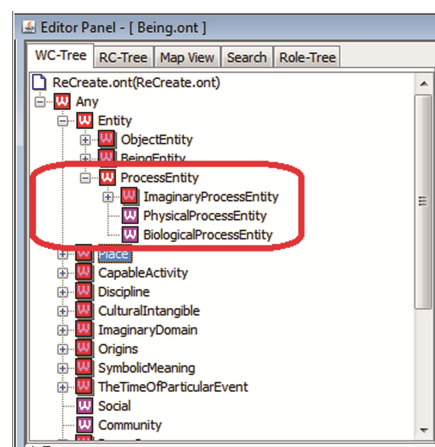 Editor Panel - [ Being.ont ]
WC-Tree RC-Tree Map View Search Role-Tree
ReCreate.ont(ReCreate.ont)
W Any
W Entity
W ObjectEntity
W BeingEntity
W ProcessEntity
W ImaginaryProcessEntity
W PhysicalProcessEntity
W BiologicalProcessEntity
W Place
W CapableActivity
W Discipline
W CulturalIntangible
W ImaginaryDomain
W Origins
W SymbolicMeaning
W TheTimeOfParticularEvent
W Social
W Community